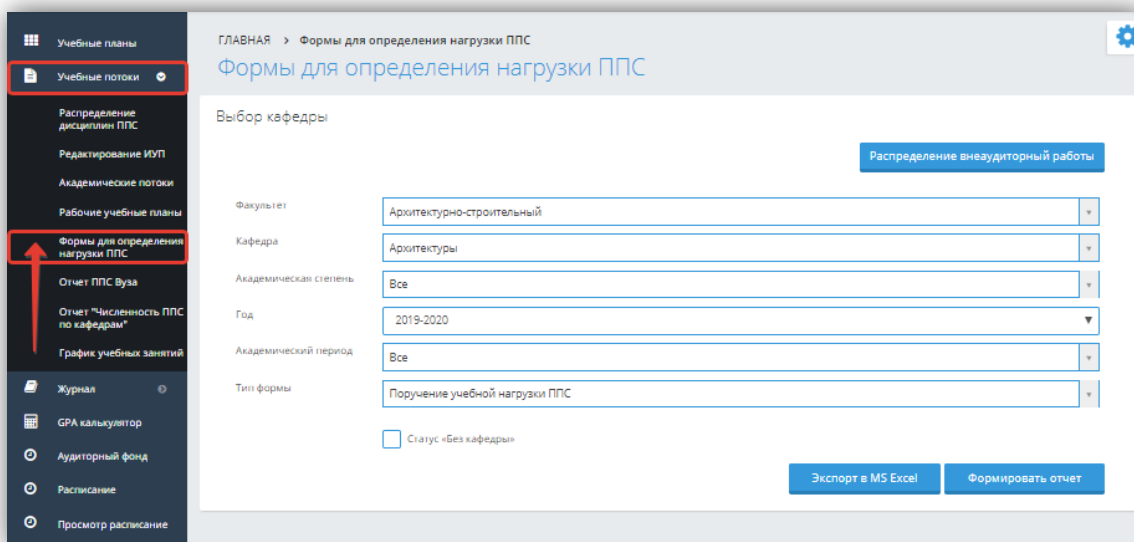 Учебные планы
Учебные потоки
Распределение
дисциплин ППС
Редактирование ИУП
Академические потоки
Рабочие учебные планы
Формы для определения
нагрузки ППС
Отчет ППС Вуза
Отчет "Численность ППС
по кафедрам"
График учебных занятий
Журнал
GPA калькулятор
Аудиторный фонд
Расписание
Просмотр расписание
ГЛАВНАЯ > Формы для определения нагрузки ППС
Формы для определения нагрузки ППС
Выбор кафедры
Распределение внеаудиторный работы
Факультет
Архитектурно-строительный
Кафедра
Архитектуры
Академическая степень
Все
Год
2019-2020
Академический период
Все
Тип формы
Поручение учебной нагрузки ППС
Статус «Без кафедры»
Экспорт в MS Excel
Формировать отчет